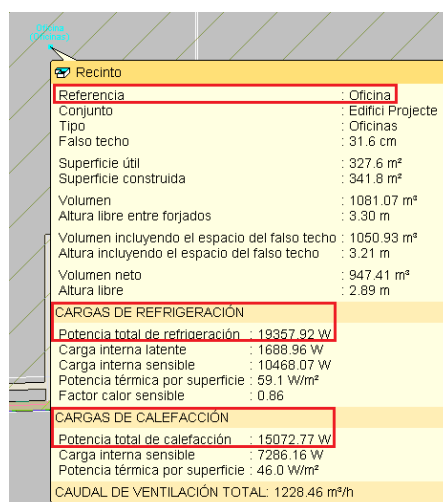 Oficina
(Oficinas)
Recinto
Referencia : Oficina
Conjunto : Edifici Projecte
Tipo : Oficinas
Falso techo : 31.6 cm
Superficie útil : 327.6 m²
Superficie construida : 341.8 m²
Volumen : 1081.07 m³
Altura libre entre forjados : 3.30 m
Volumen incluyendo el espacio del falso techo : 1050.93 m³
Altura incluyendo el espacio del falso techo : 3.21 m
Volumen neto : 947.41 m³
Altura libre : 2.89 m
CARGAS DE REFRIGERACIÓN
Potencia total de refrigeración : 19357.92 W
Carga interna latente : 1688.96 W
Carga interna sensible : 10468.07 W
Potencia térmica por superficie : 59.1 W/m²
Factor calor sensible : 0.86
CARGAS DE CALEFACCIÓN
Potencia total de calefacción : 15072.77 W
Carga interna sensible : 7286.16 W
Potencia térmica por superficie : 46.0 W/m²
CAUDAL DE VENTILACIÓN TOTAL: 1228.46 m³/h